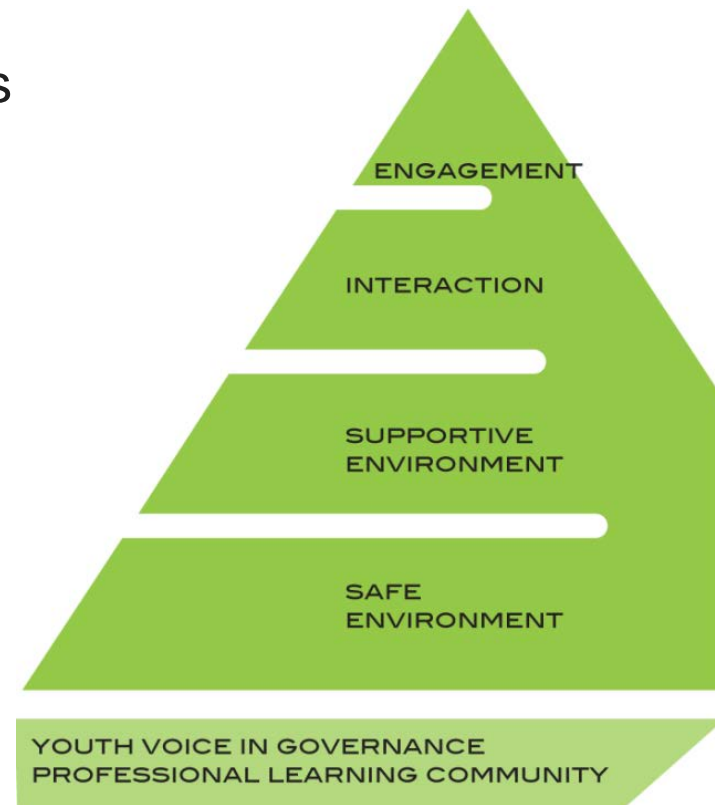 s
ENGAGEMENT
INTERACTION
SUPPORTIVE
ENVIRONMENT
SAFE
ENVIRONMENT
YOUTH VOICE IN GOVERNANCE
PROFESSIONAL LEARNING COMMUNITY